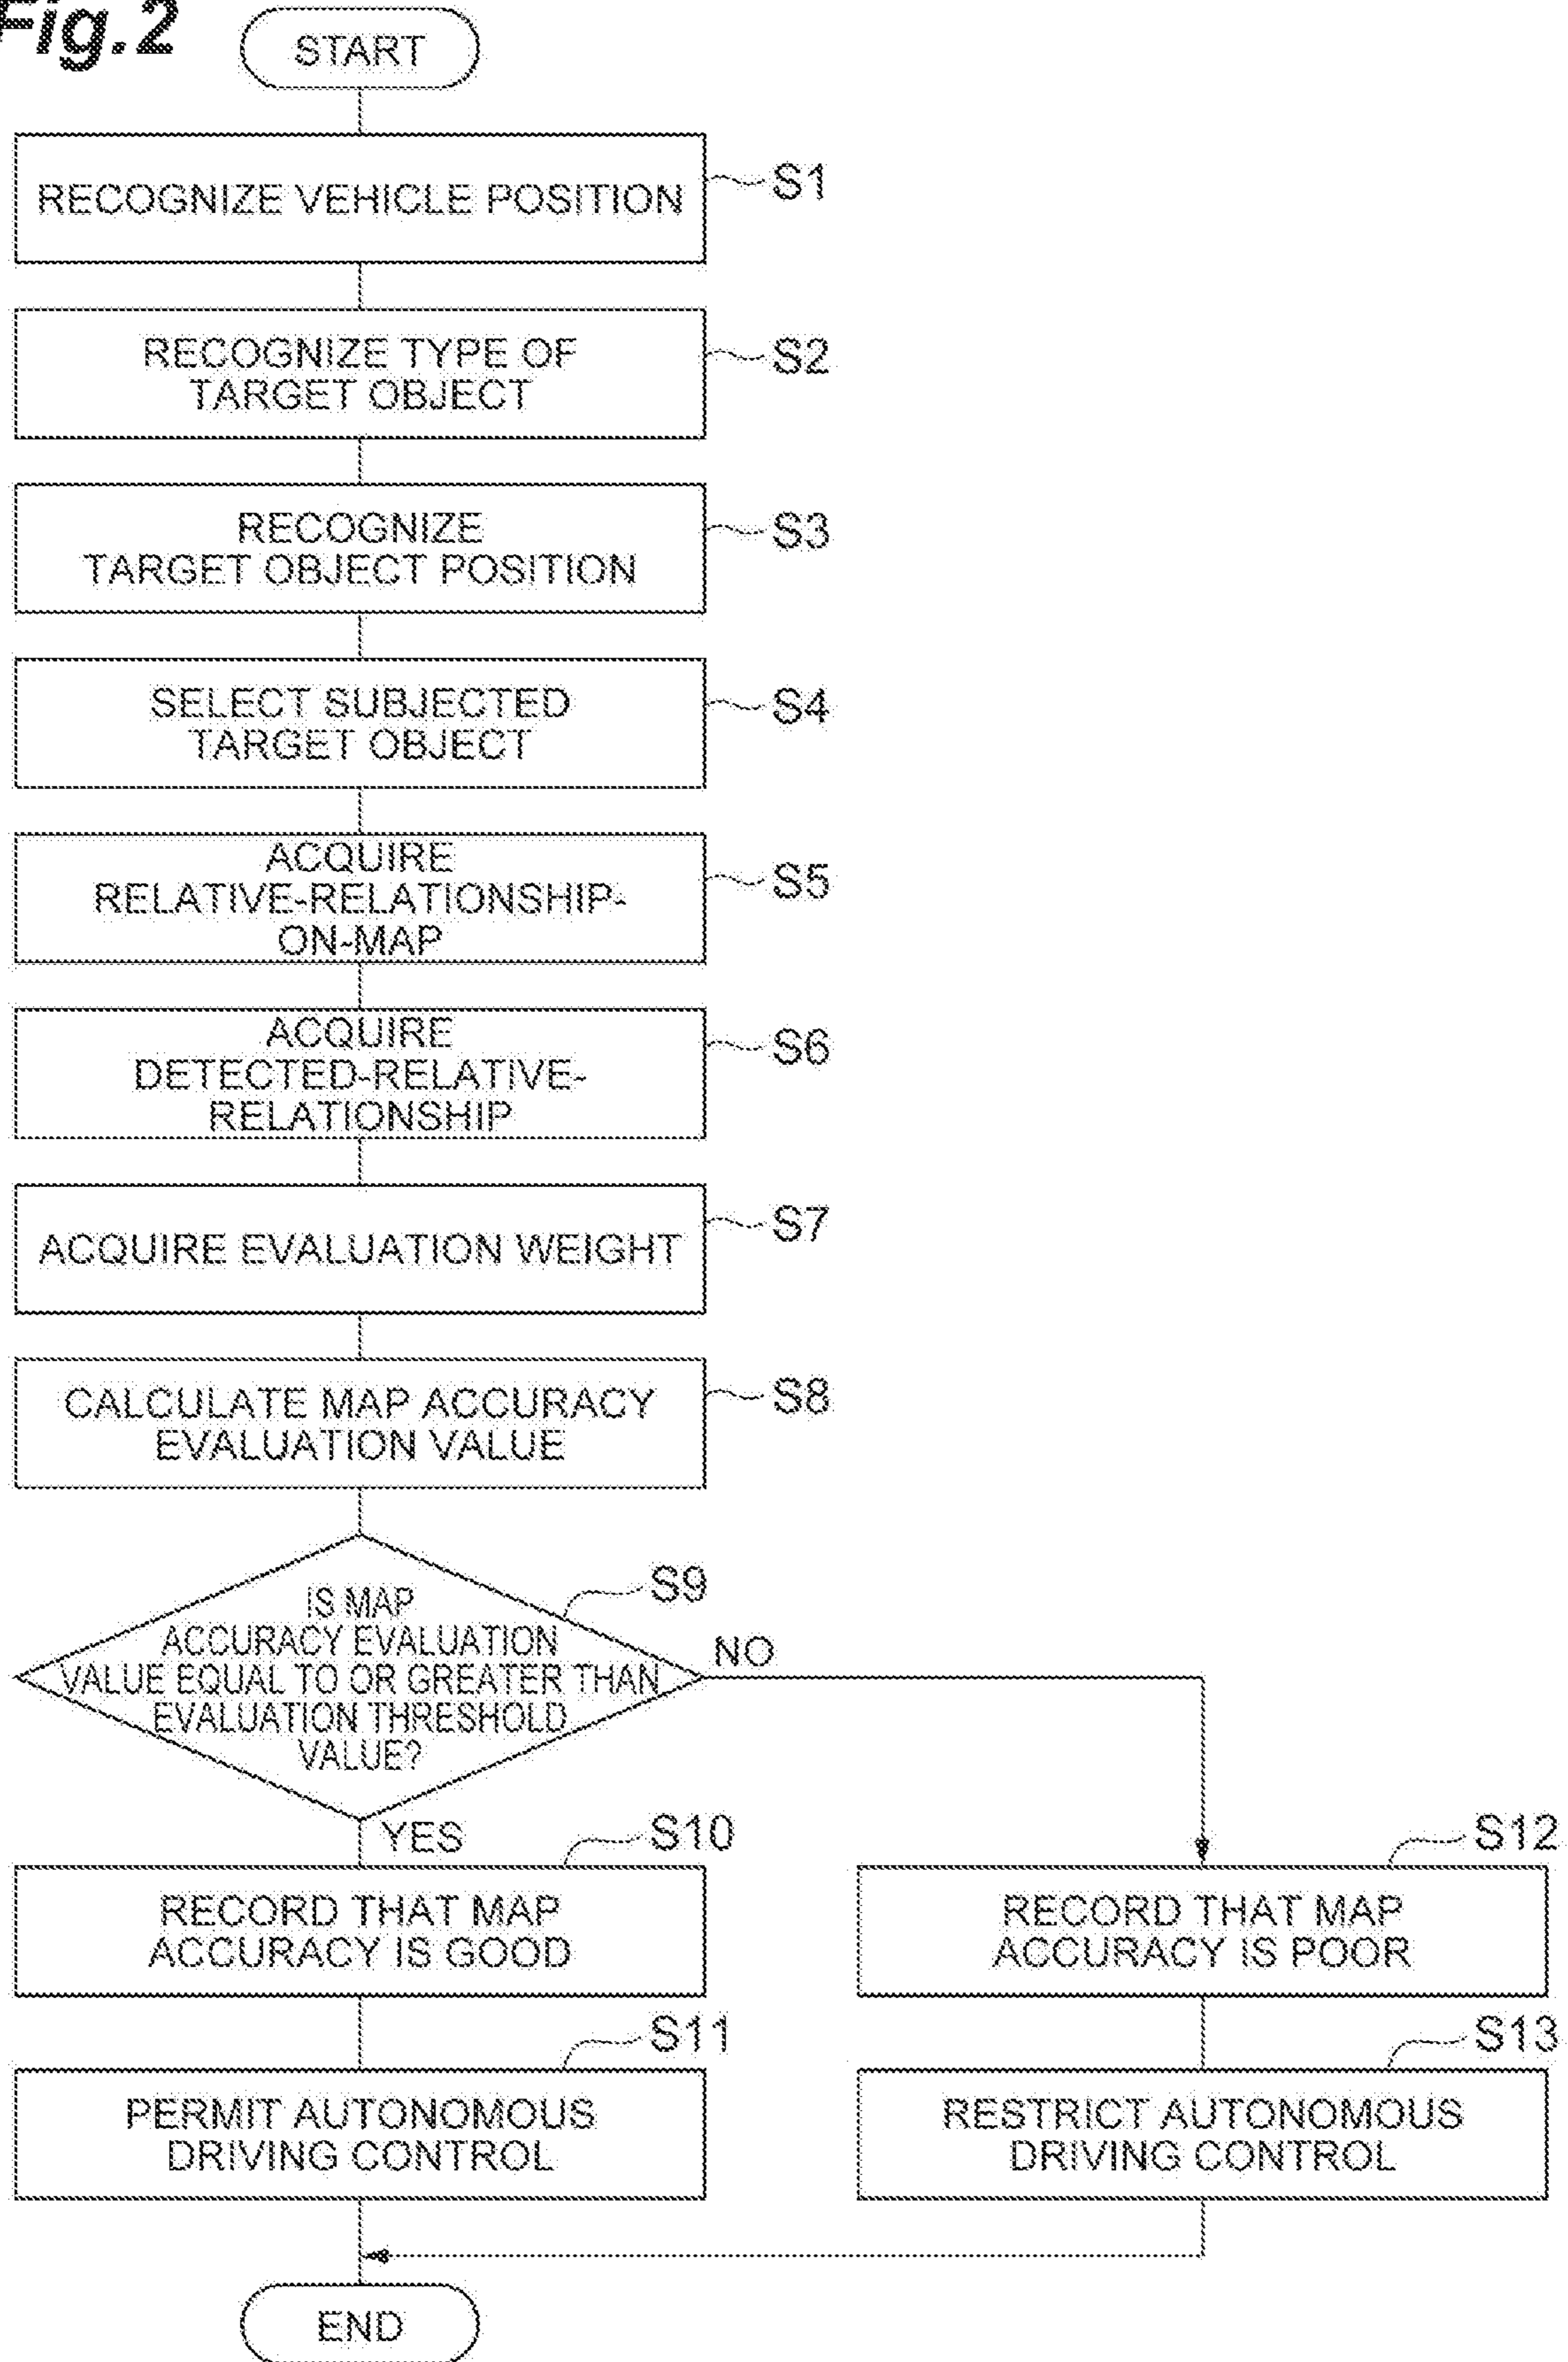 Fig.2
START
RECOGNIZE VEHICLE POSITION
S1
RECOGNIZE TYPE OF
TARGET OBJECT
S2
RECOGNIZE
TARGET OBJECT POSITION
S3
SELECT SUBJECTED
TARGET OBJECT
S4
ACQUIRE
RELATIVE-RELATIONSHIP-
ON-MAP
S5
ACQUIRE
DETECTED-RELATIVE-
RELATIONSHIP
S6
ACQUIRE EVALUATION WEIGHT
S7
CALCULATE MAP ACCURACY
EVALUATION VALUE
S8
IS MAP
ACCURACY EVALUATION
VALUE EQUAL TO OR GREATER THAN
EVALUATION THRESHOLD
VALUE?
S9
NO
YES
S10
RECORD THAT MAP
ACCURACY IS GOOD
S12
RECORD THAT MAP
ACCURACY IS POOR
S11
PERMIT AUTONOMOUS
DRIVING CONTROL
S13
RESTRICT AUTONOMOUS
DRIVING CONTROL
END